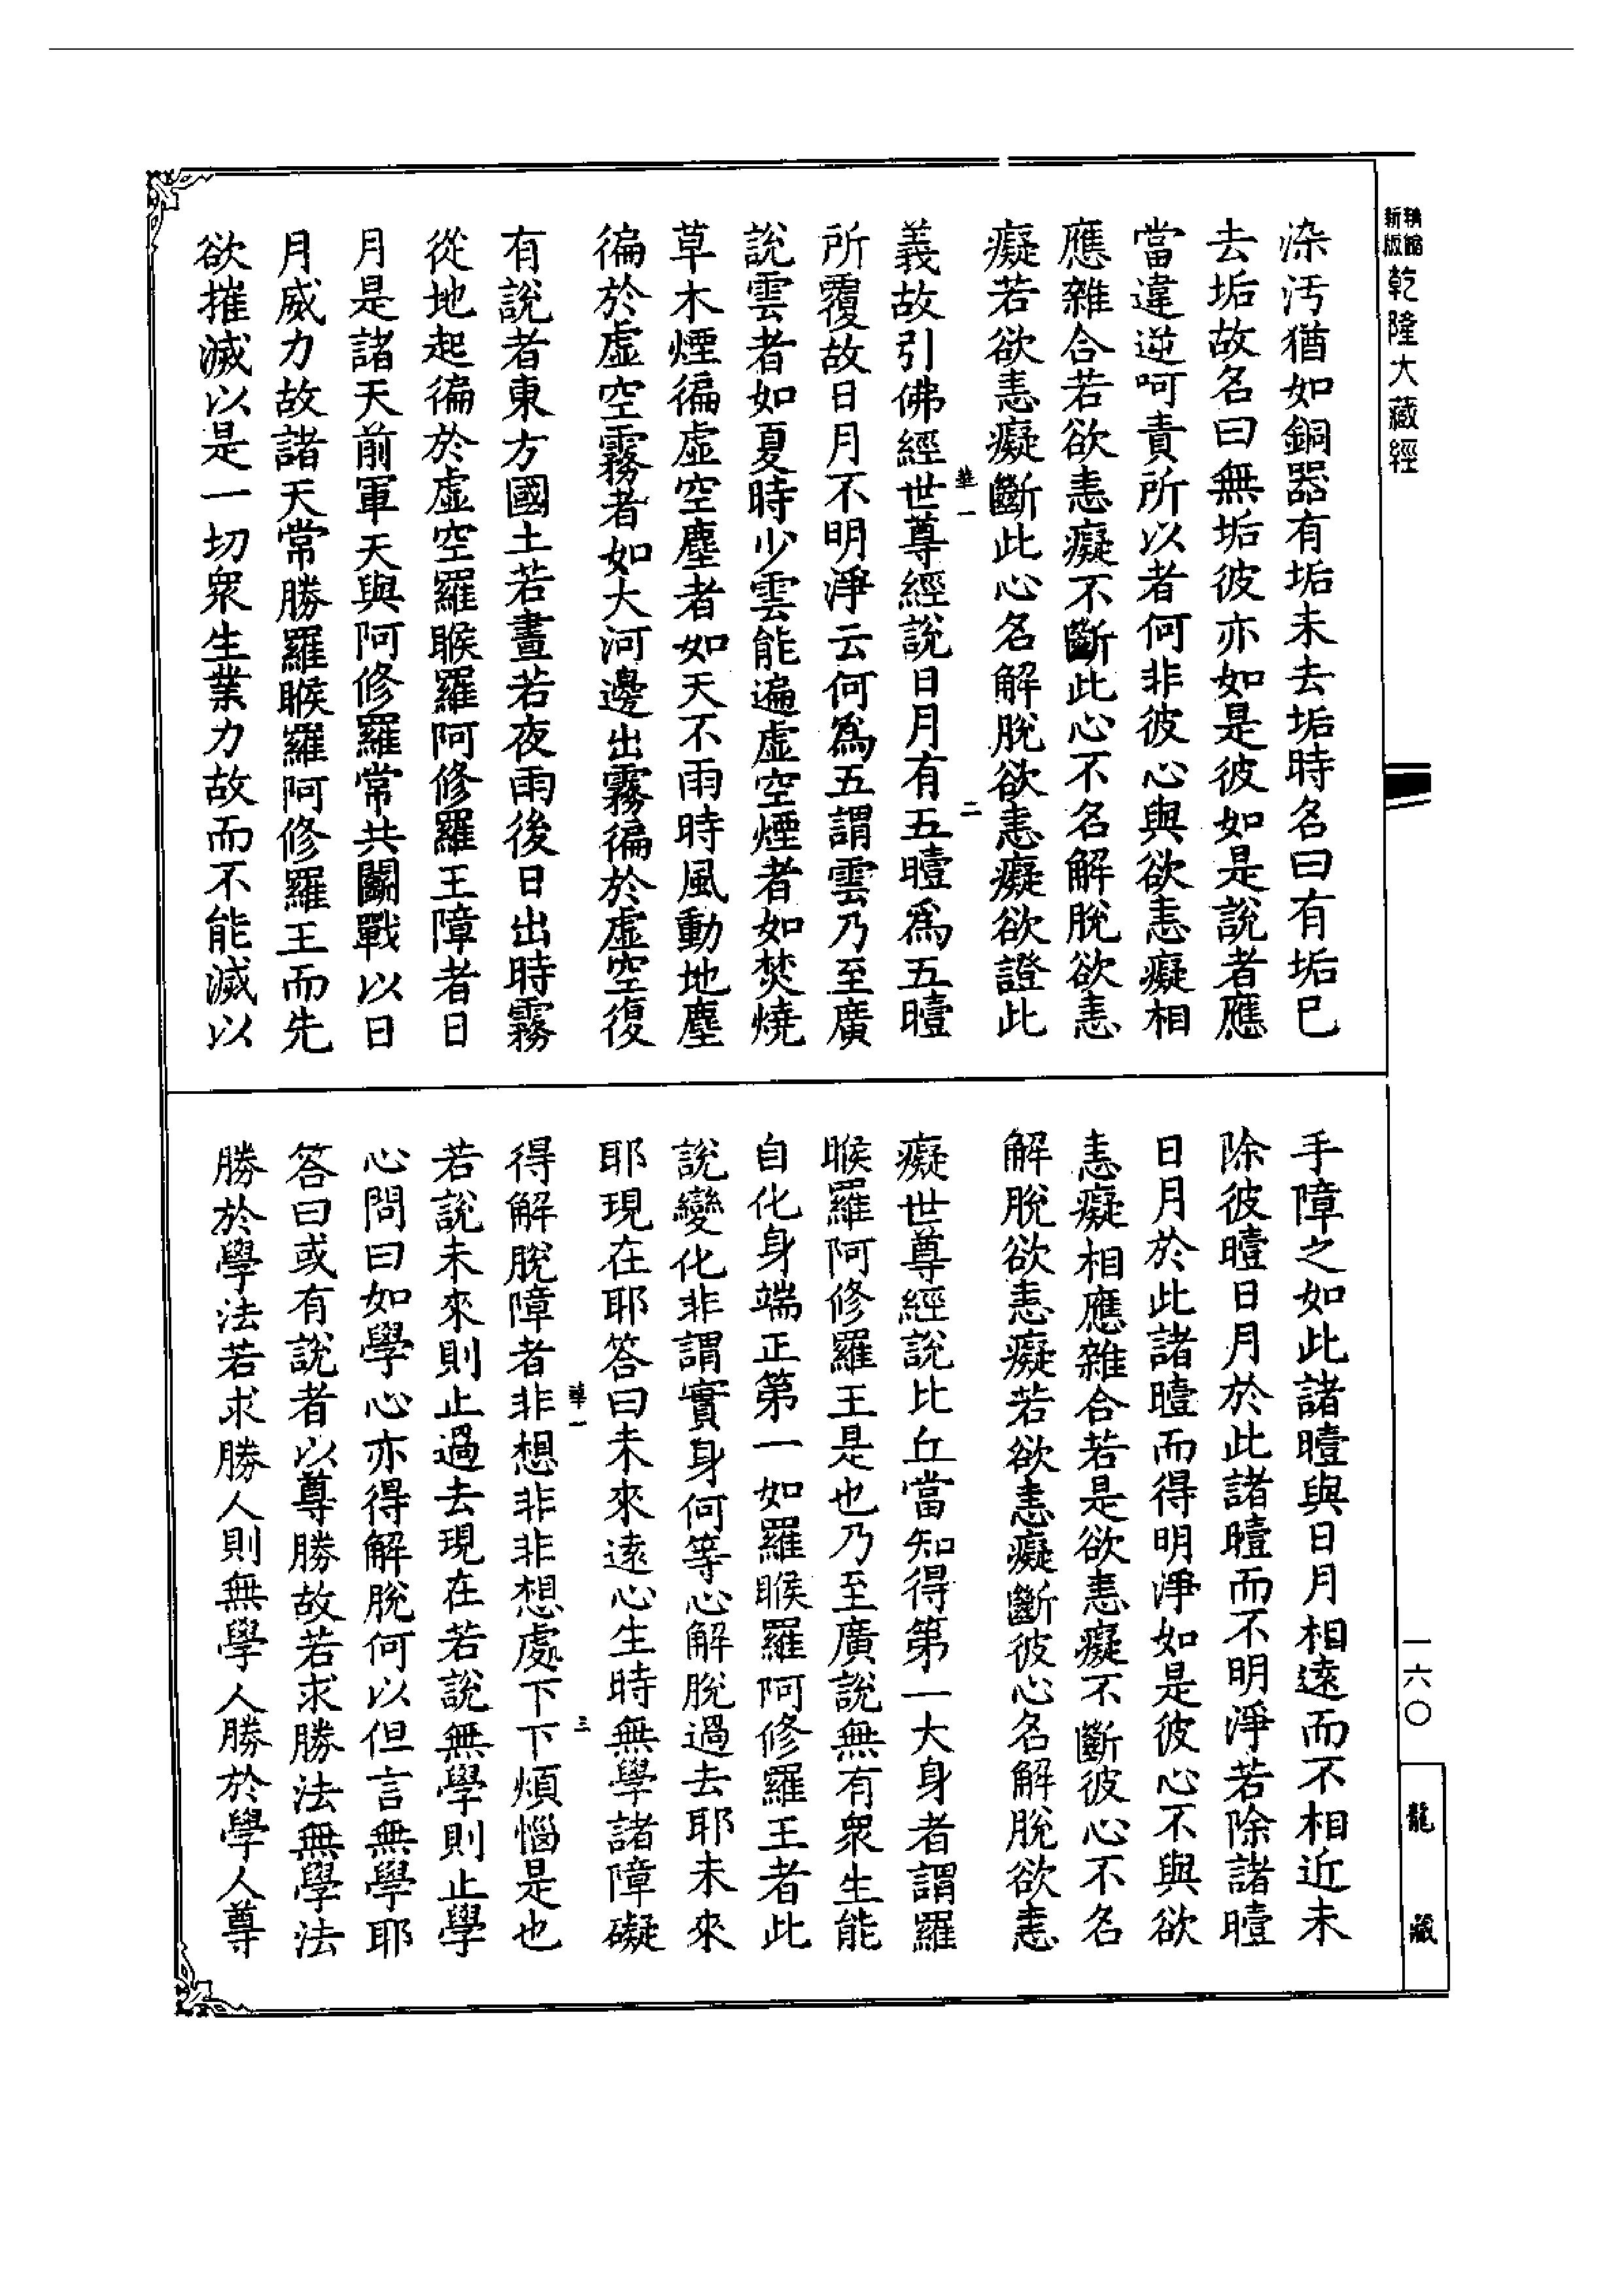 新版精縮乾隆大藏經
染汚猶如銅器有垢未去垢時名曰有垢巳
去垢故名曰無垢彼亦如是彼如是說者應
當違逆呵責所以者何非彼心與欲恚癡相
應雜合若欲恚癡不斷此心不名解脫欲恚
癡若欲恚癡斷此心名解脫欲恚癡欲證此
華一 二
義故引佛經世尊經說日月有五曀爲五曀
所覆故日月不明淨云何爲五謂雲乃至廣
說雲者如夏時少雲能遍虛空煙者如焚燒
草木煙徧虛空塵者如天不雨時風動地塵
徧於虛空霧者如大河邊出霧徧於虛空復
有說者東方國土若晝若夜雨後日出時霧
從地起徧於虛空羅睺羅阿修羅王障者日
月是諸天前軍天與阿修羅常共鬬戰以日
月威力故諸天常勝羅睺羅阿修羅王而先
欲摧滅以是一切衆生業力故而不能滅以
手障之如此諸曀與日月相遠而不相近未
除彼曀日月於此諸曀而不明淨若除諸曀
日月於此諸曀而得明淨如是彼心不與欲
恚癡相應雜合若是欲恚癡不斷彼心不名
解脫欲恚癡若欲恚癡斷彼心名解脫欲恚
癡世尊經說比丘當知得第一大身者謂羅
睺羅阿修羅王是也乃至廣說無有衆生能
自化身端正第一如羅睺羅阿修羅王者此
說變化非謂實身何等心解脫過去耶未來
耶現在耶答曰未來遠心生時無學諸障礙
華一 三
得解脫障者非想非非想處下下煩惱是也
若說未來則止過去現在若說無學則止學
心問曰如學心亦得解脫何以但言無學耶
答曰或有說者以尊勝故若求勝法無學法
勝於學法若求勝人則無學人勝於學人尊
一六〇
龍藏